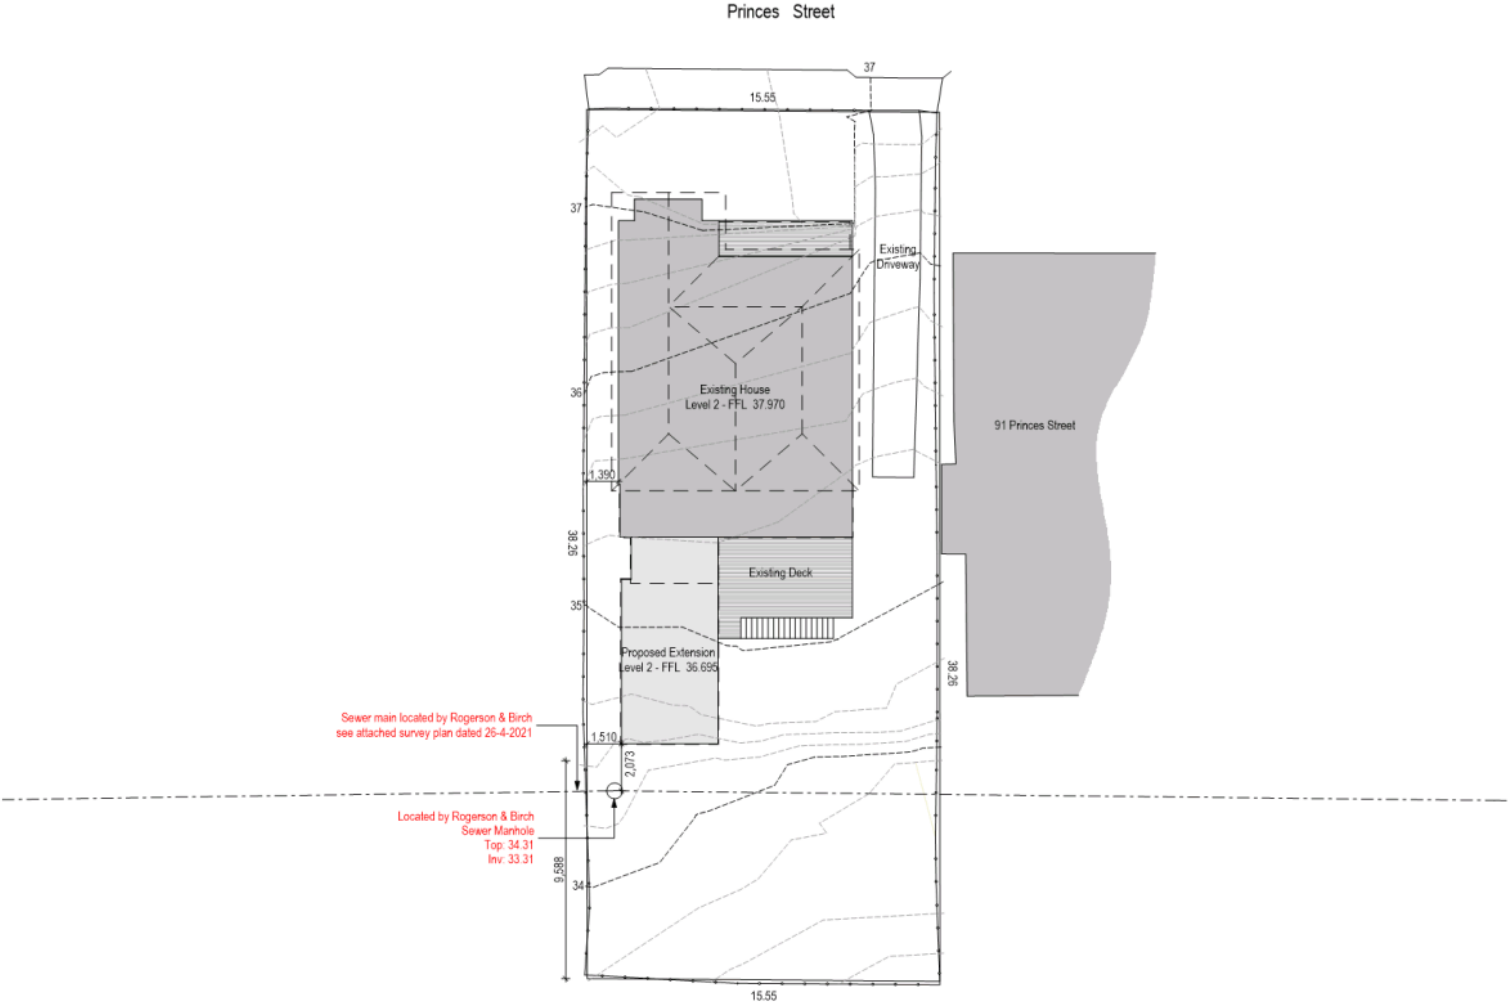 Princes Street
37
15.55
37
Existing
Driveway
36
Existing House
Level 2 - FFL 37.970
91 Princes Street
1,390
38.26
Existing Deck
35
Proposed Extension
Level 2 - FFL 36.695
38.26
Sewer main located by Rogerson & Birch
see attached survey plan dated 26-4-2021
1,510
2,073
Located by Rogerson & Birch
Sewer Manhole
Top: 34.31
Inv: 33.31
9,588
34
15.55